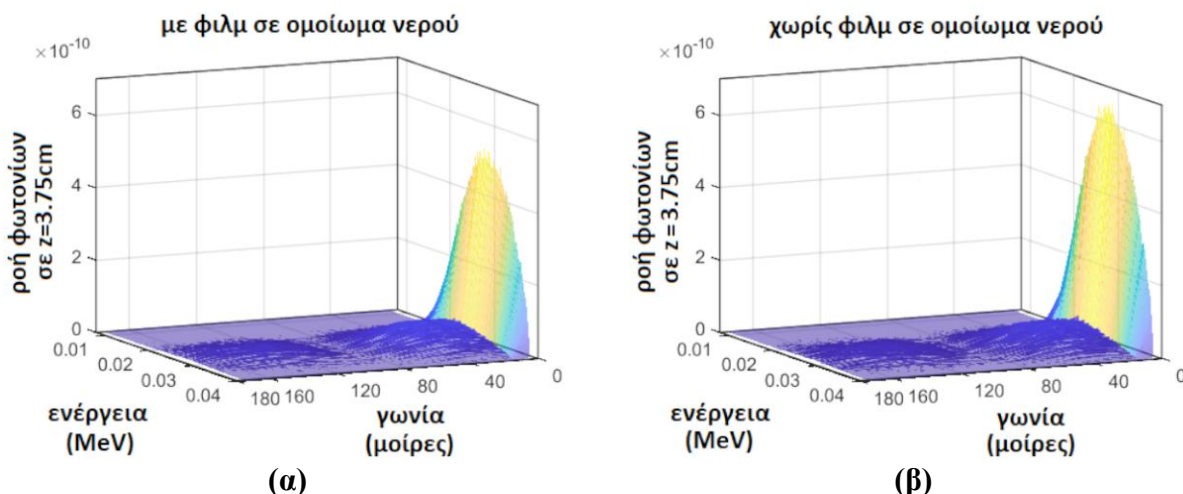 με φιλμ σε ομοίωμα νερού
×10⁻¹⁰
6
4
2
0
ροή φωτονίων
σε z=3.75cm
0.01
0.02
0.03
0.04
ενέργεια
(MeV)
180 160 120 80 40 0
γωνία
(μοίρες)
(α)
χωρίς φιλμ σε ομοίωμα νερού
×10⁻¹⁰
6
4
2
0
ροή φωτονίων
σε z = 3.75cm
0.01
0.02
0.03
0.04
ενέργεια
(MeV)
180 160 120 80 40 0
γωνία
(μοίρες)
(β)